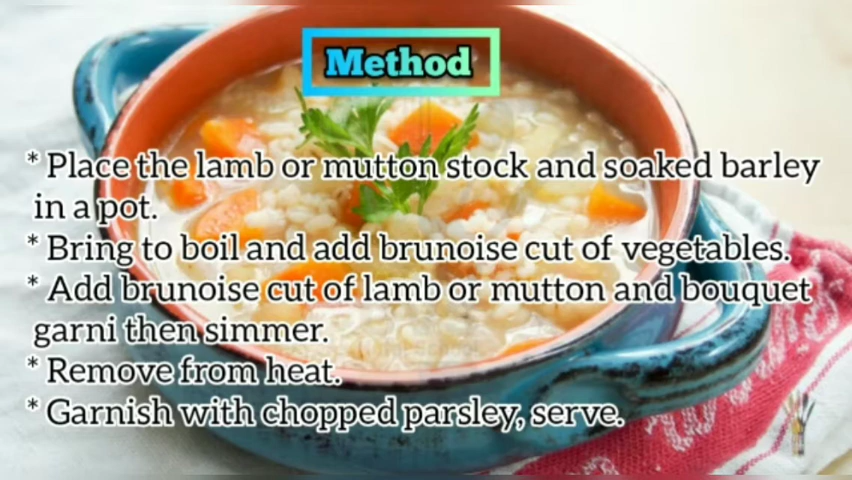 Method
* Place the lamb or mutton stock and soaked barley
in a pot.
* Bring to boil and add brunoise cut of vegetables.
* Add brunoise cut of lamb or mutton and bouquet
garni then simmer.
* Remove from heat.
* Garnish with chopped parsley, serve.